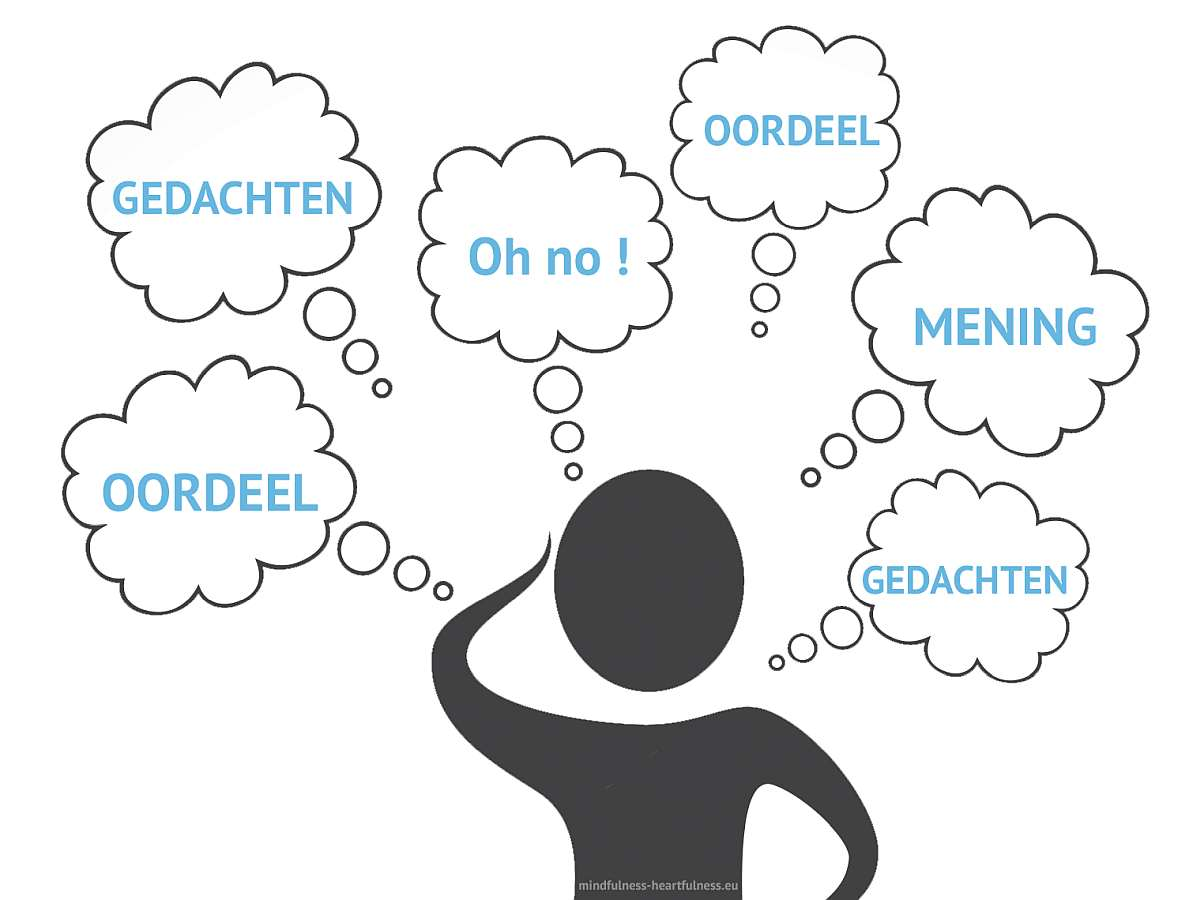 OORDEEL
GEDACHTEN
Oh no !
MENING
OORDEEL
GEDACHTEN
mindfulness-heartfulness.eu